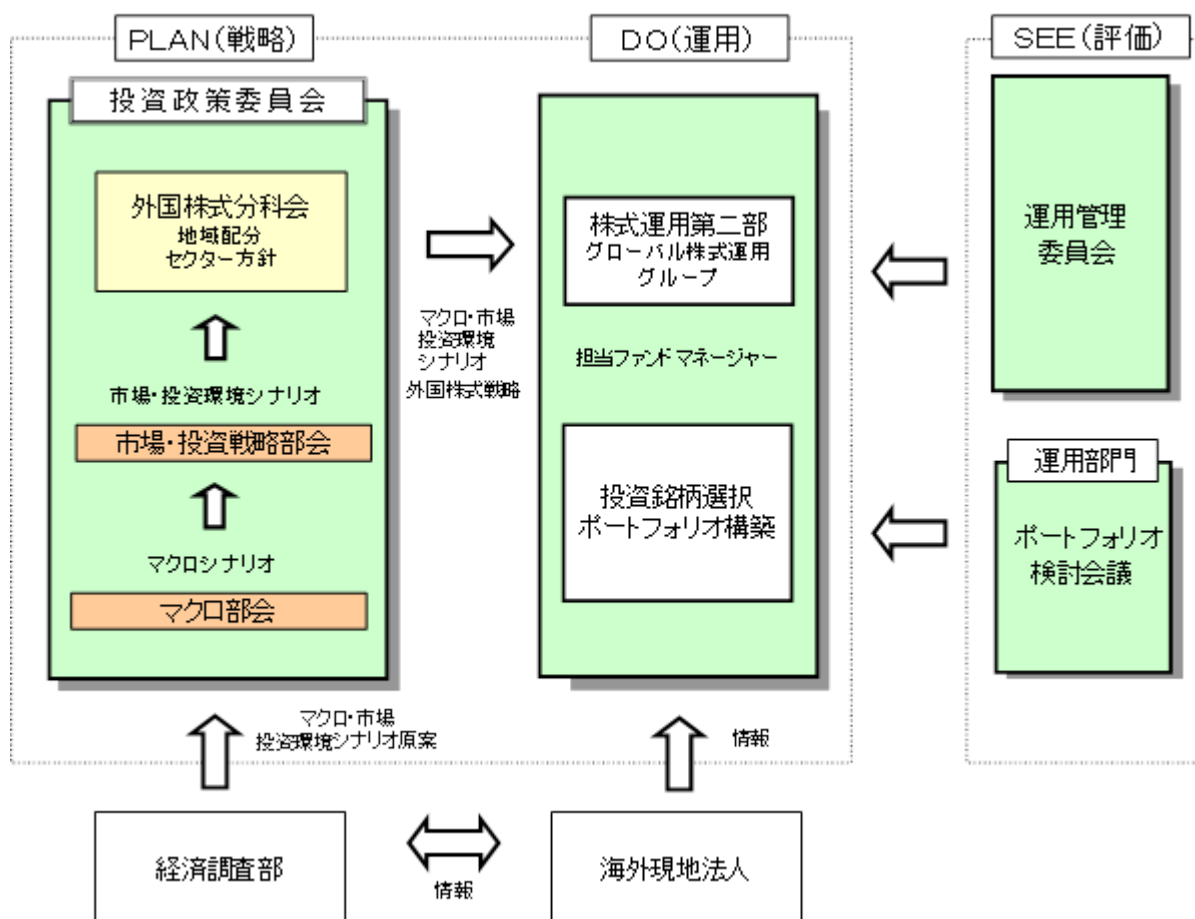 PLAN(戦略)
投資政策委員会
外国株式分科会
地域配分
セクター方針
市場・投資環境シナリオ
市場・投資戦略部会
マクロシナリオ
マクロ部会
マクロ・市場
投資環境
シナリオ
外国株式戦略
DO(運用)
株式運用第二部
グローバル株式運用
グループ
担当ファンドマネージャー
投資銘柄選択
ポートフォリオ構築
SEE(評価)
運用管理
委員会
運用部門
ポートフォリオ
検討会議
マクロ・市場
投資環境シナリオ原案
情報
経済調査部
情報
海外現地法人